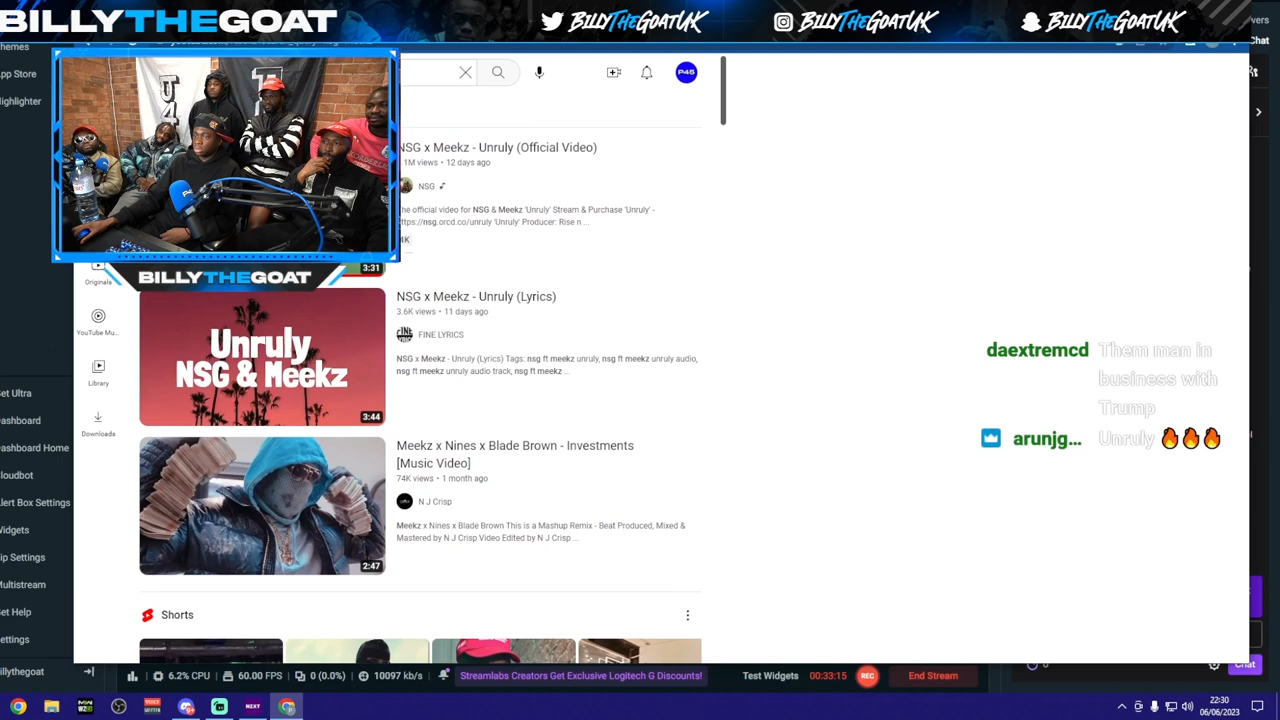 BILLYTHEGOAT
BILLYTHEGOATUK
BILLYTHEGOATUK
BILLYTHEGOATUK
Chat
P45
App Store
BILLYTHEGOAT
NSG x Meekz - Unruly (Official Video)
12 days ago
NSG
The official video for NSG & Meekz 'Unruly' Stream & Purchase 'Unruly' -
https://nsg.orcd.co/unruly 'Unruly' Producer: Rise n ...
3:31
Originals
YouTube Mu...
Library
Downloads
NSG x Meekz - Unruly (Lyrics)
3.6K views • 11 days ago
FINE LYRICS
NSG x Meekz - Unruly (Lyrics) Tags: nsg ft meekz unruly, nsg ft meekz unruly audio,
nsg ft meekz unruly audio track, nsg ft meekz ...
Unruly
NSG & Meekz
3:44
Meekz x Nines x Blade Brown - Investments
[Music Video]
74K views • 1 month ago
N J Crisp
Meekz x Nines x Blade Brown This is a Mashup Remix - Beat Produced, Mixed &
Mastered by N J Crisp Video Edited by N J Crisp ...
2:47
Shorts
daextremcd Them man in
business with
Trump
arunjg... Unruly 🔥🔥🔥
Dashboard Home
Cloudbot
Alert Box Settings
Widgets
Tip Settings
Multistream
Get Help
Settings
billythegoat
6.2% CPU
60.00 FPS
0 (0.0%)
10097 kb/s
Streamlabs Creators Get Exclusive Logitech G Discounts!
Test Widgets
00:33:15
REC
End Stream
Chat
22:30
06/06/2023